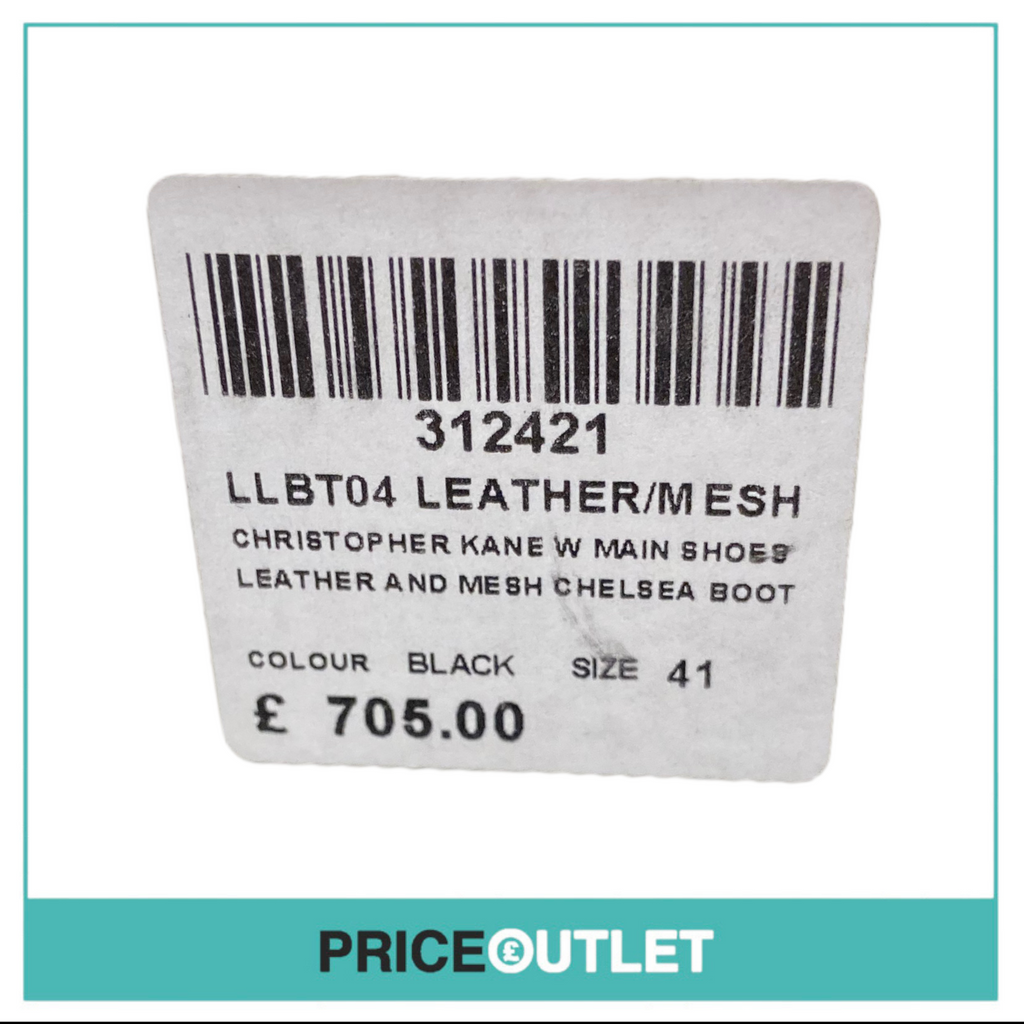 312421
LLBT04 LEATHER/MESH
CHRISTOPHER KANE W MAIN SHOES
LEATHER AND MESH CHELSEA BOOT
COLOUR BLACK SIZE 41
£ 705.00
PRICE£OUTLET